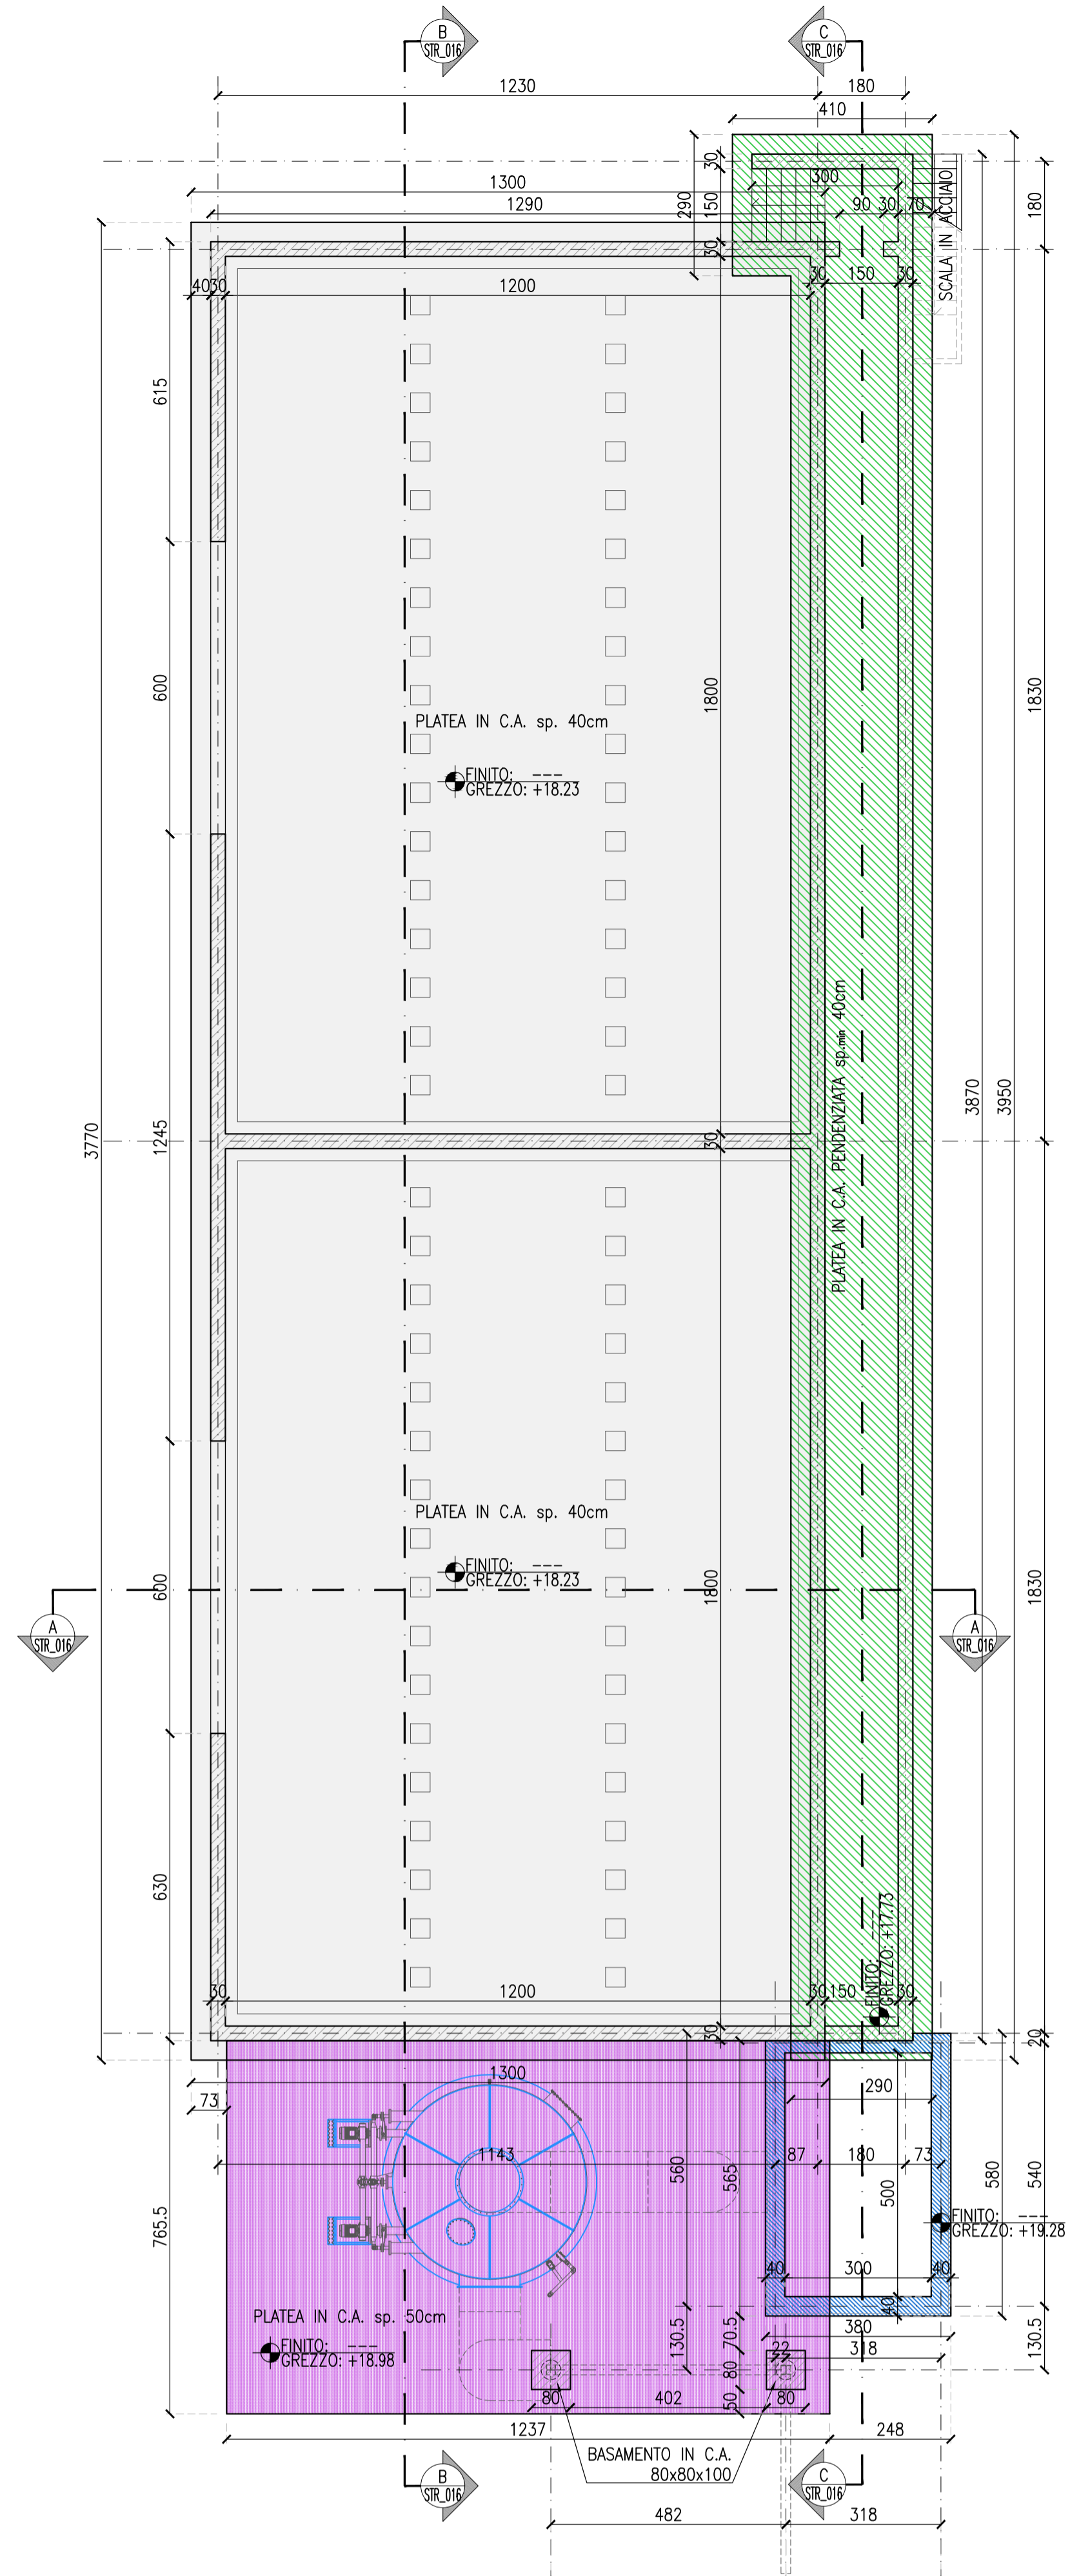 B
STR_016
C
STR_016
1230
180
410
30
300
1300
1290
290
150
90
30
70
SCALA IN ACCIAIO
180
30
40
30
1200
30
150
30
615
600
1800
1830
PLATEA IN C.A. sp. 40cm
FINITO: ---
GREZZO: +18.23
PLATEA IN C.A. PENDENZIATA sp.min 40cm
3870
3950
3770
1245
30
PLATEA IN C.A. sp. 40cm
FINITO: ---
GREZZO: +18.23
600
1800
1830
A
STR_016
A
STR_016
630
FINITO: ---
GREZZO: +17.73
30
1200
30
150
30
30
20
1300
73
290
1143
87
180
73
560
565
500
580
540
765.5
FINITO: ---
GREZZO: +19.28
40
300
40
40
PLATEA IN C.A. sp. 50cm
FINITO: ---
GREZZO: +18.98
380
130.5
70.5
22
318
130.5
80
50
80
402
80
1237
248
BASAMENTO IN C.A.
80x80x100
B
STR_016
C
STR_016
482
318